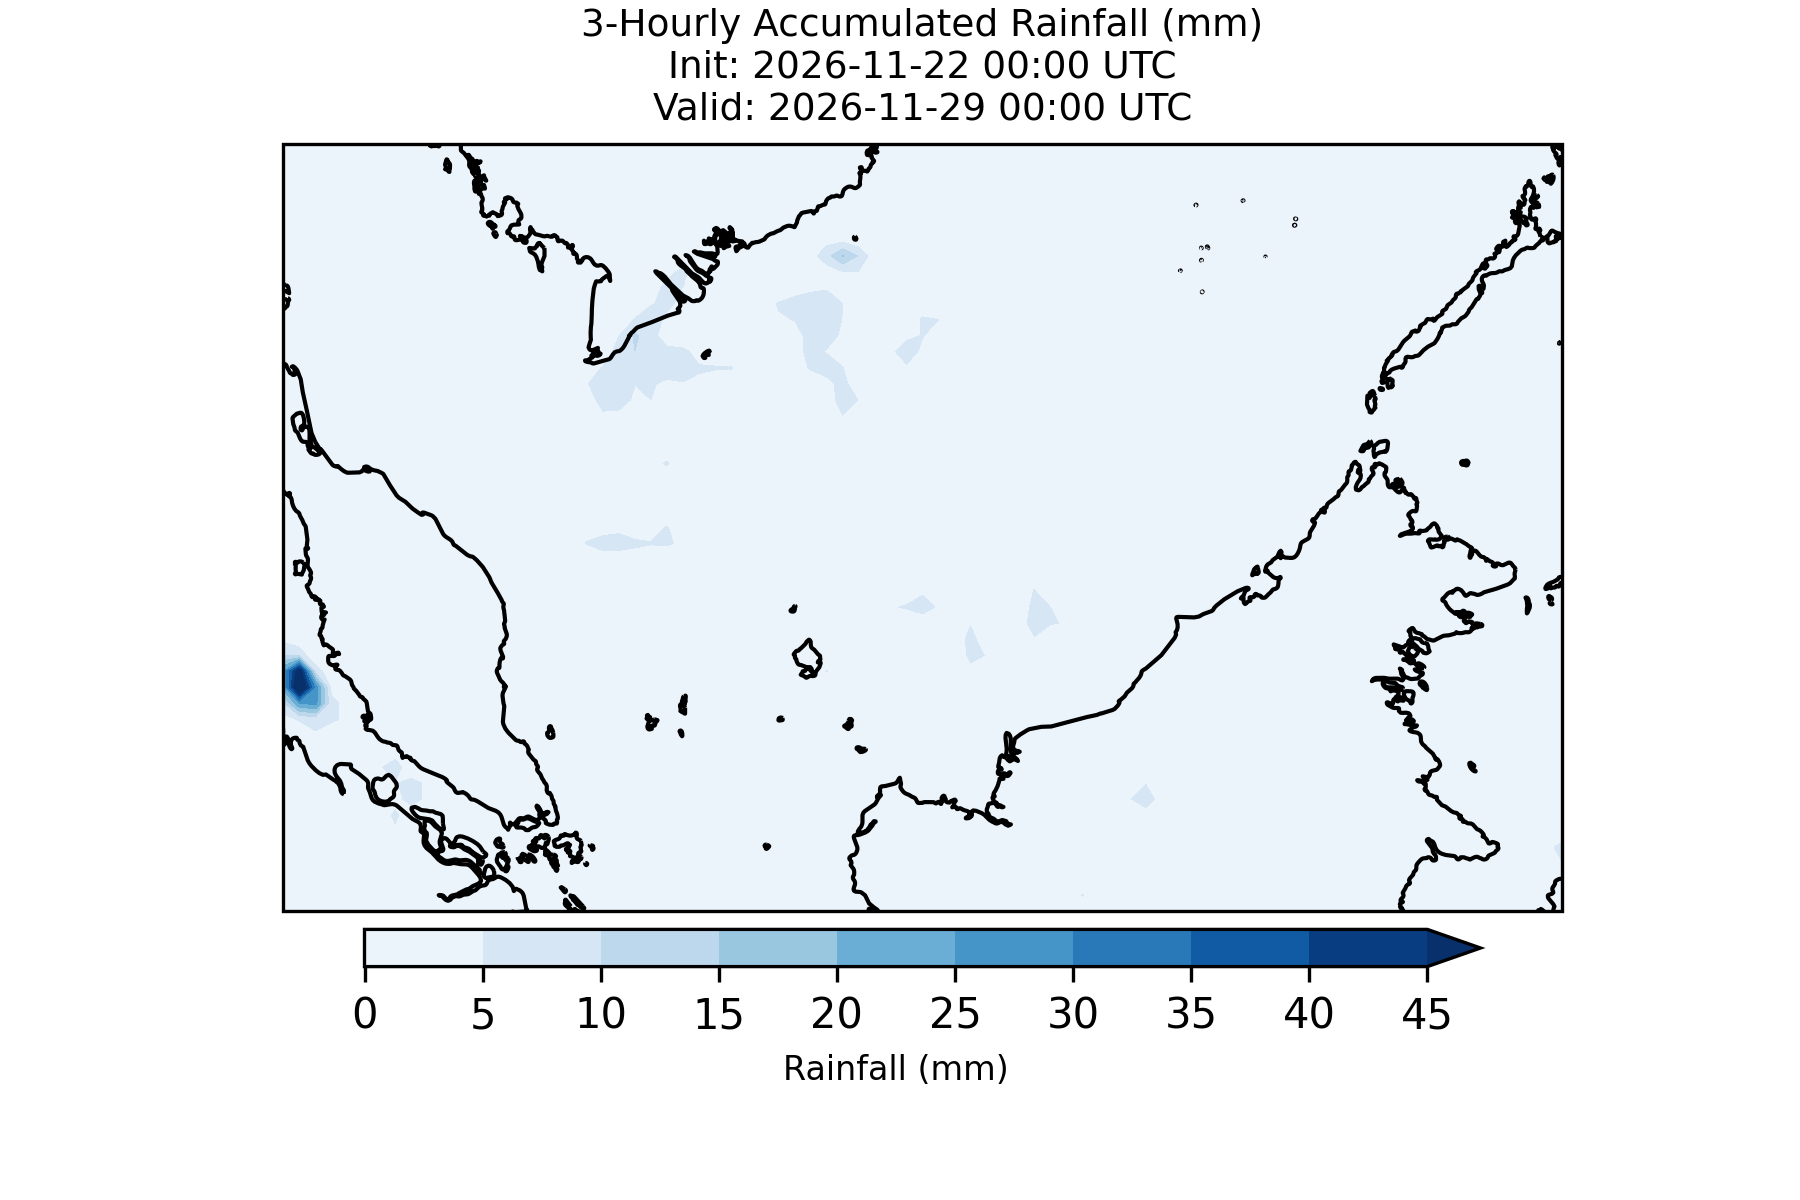 3-Hourly Accumulated Rainfall (mm)
Init: 2026-11-22 00:00 UTC
Valid: 2026-11-29 00:00 UTC
0 5 10 15 20 25 30 35 40 45
Rainfall (mm)